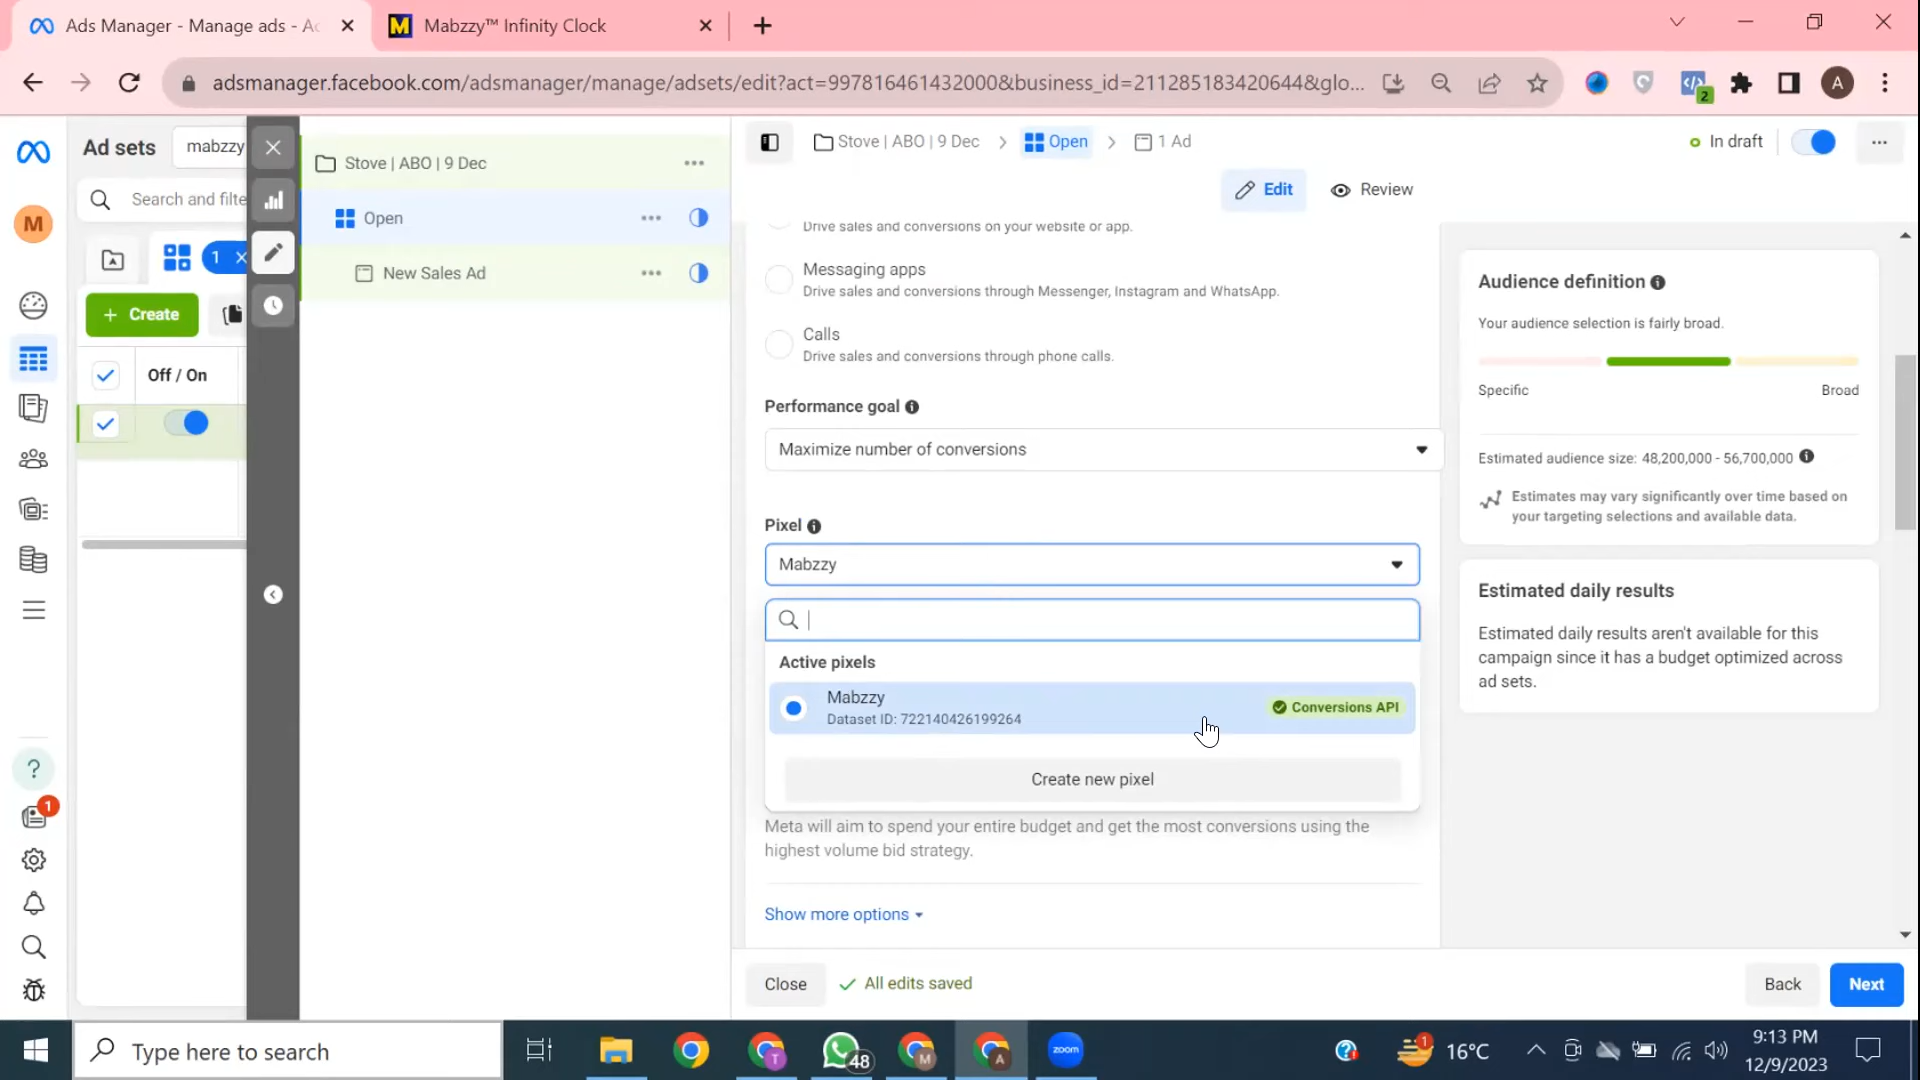 Ads Manager - Manage ads - Ac
Mabzzy™ Infinity Clock
adsmanager.facebook.com/adsmanager/manage/adsets/edit?act=997816461432000&business_id=211285183420644&glo...
2
A
Ad sets
mabzzy
Stove | ABO | 9 Dec
Stove | ABO | 9 Dec
Open
1 Ad
In draft
Search and filte
Edit
Review
M
Open
1
New Sales Ad
Create
Off / On
Drive sales and conversions on your website or app.
Messaging apps
Drive sales and conversions through Messenger, Instagram and WhatsApp.
Calls
Drive sales and conversions through phone calls.
Performance goal
Maximize number of conversions
Pixel
Mabzzy
Active pixels
Mabzzy
Dataset ID: 722140426199264
Conversions API
Create new pixel
Meta will aim to spend your entire budget and get the most conversions using the
highest volume bid strategy.
Show more options
Audience definition
Your audience selection is fairly broad.
Specific
Broad
Estimated audience size: 48,200,000 - 56,700,000
Estimates may vary significantly over time based on
your targeting selections and available data.
Estimated daily results
Estimated daily results aren't available for this
campaign since it has a budget optimized across
ad sets.
?
1
Close
All edits saved
Back
Next
Type here to search
T
48
M
A
zoom
1
16°C
9:13 PM
12/9/2023